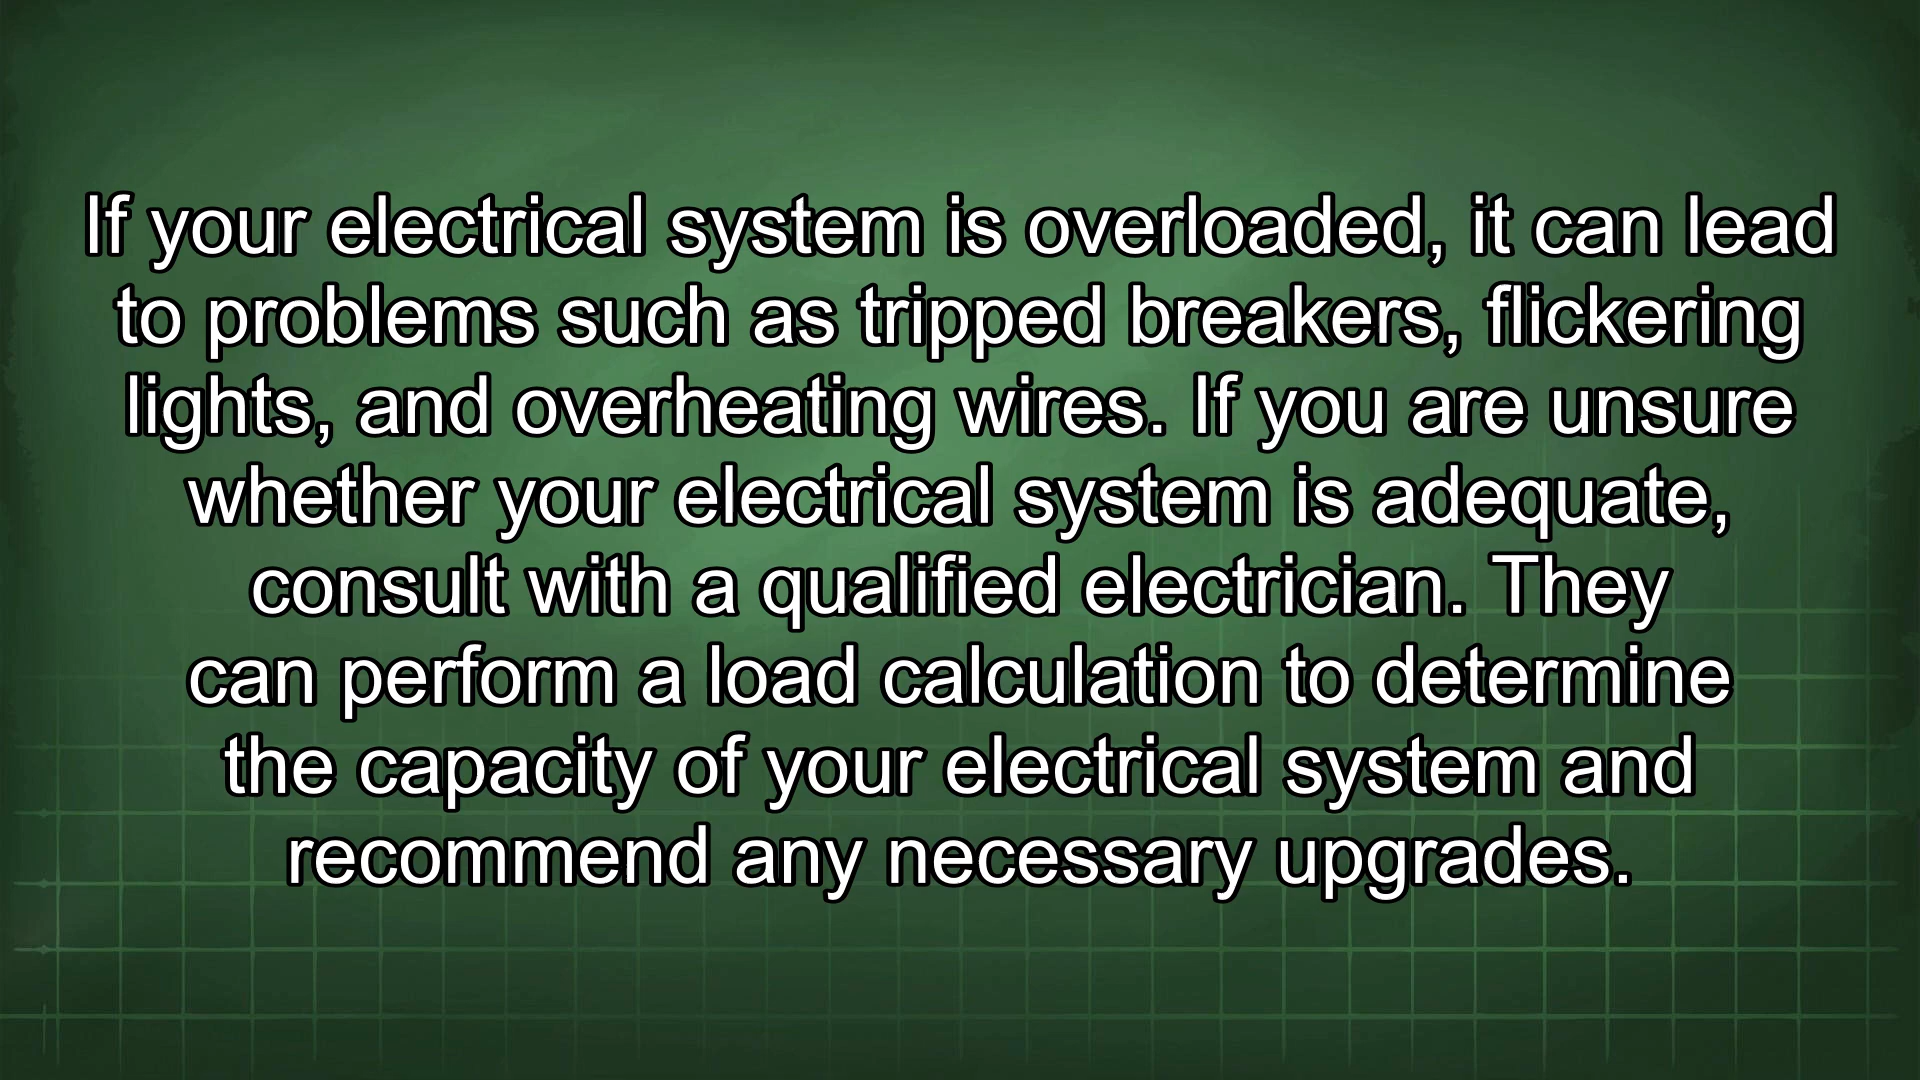 If your electrical system is overloaded, it can lead
to problems such as tripped breakers, flickering
lights, and overheating wires. If you are unsure
whether your electrical system is adequate,
consult with a qualified electrician. They
can perform a load calculation to determine
the capacity of your electrical system and
recommend any necessary upgrades.